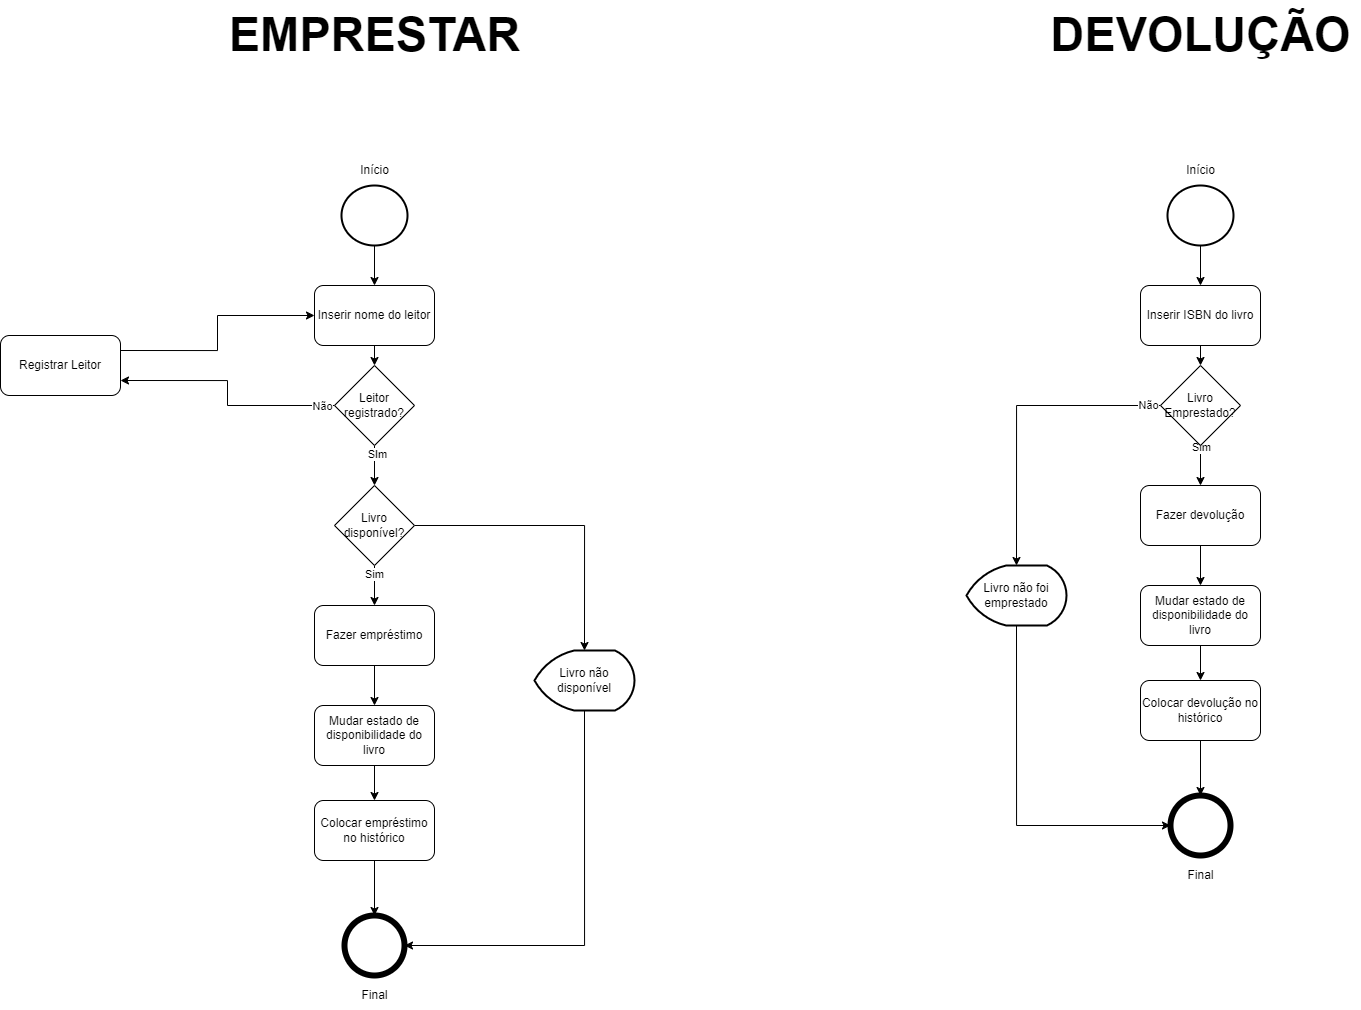 EMPRESTAR
Início
Inserir nome do leitor
Registrar Leitor
Não
Leitor
registrado?
SIm
Livro
disponível?
Sim
Fazer empréstimo
Livro não
disponível
Mudar estado de
disponibilidade do
livro
Colocar empréstimo
no histórico
Final
DEVOLUÇÃO
Início
Inserir ISBN do livro
Não
Livro
Emprestado?
Sim
Fazer devolução
Livro não foi
emprestado
Mudar estado de
disponibilidade do
livro
Colocar devolução no
histórico
Final